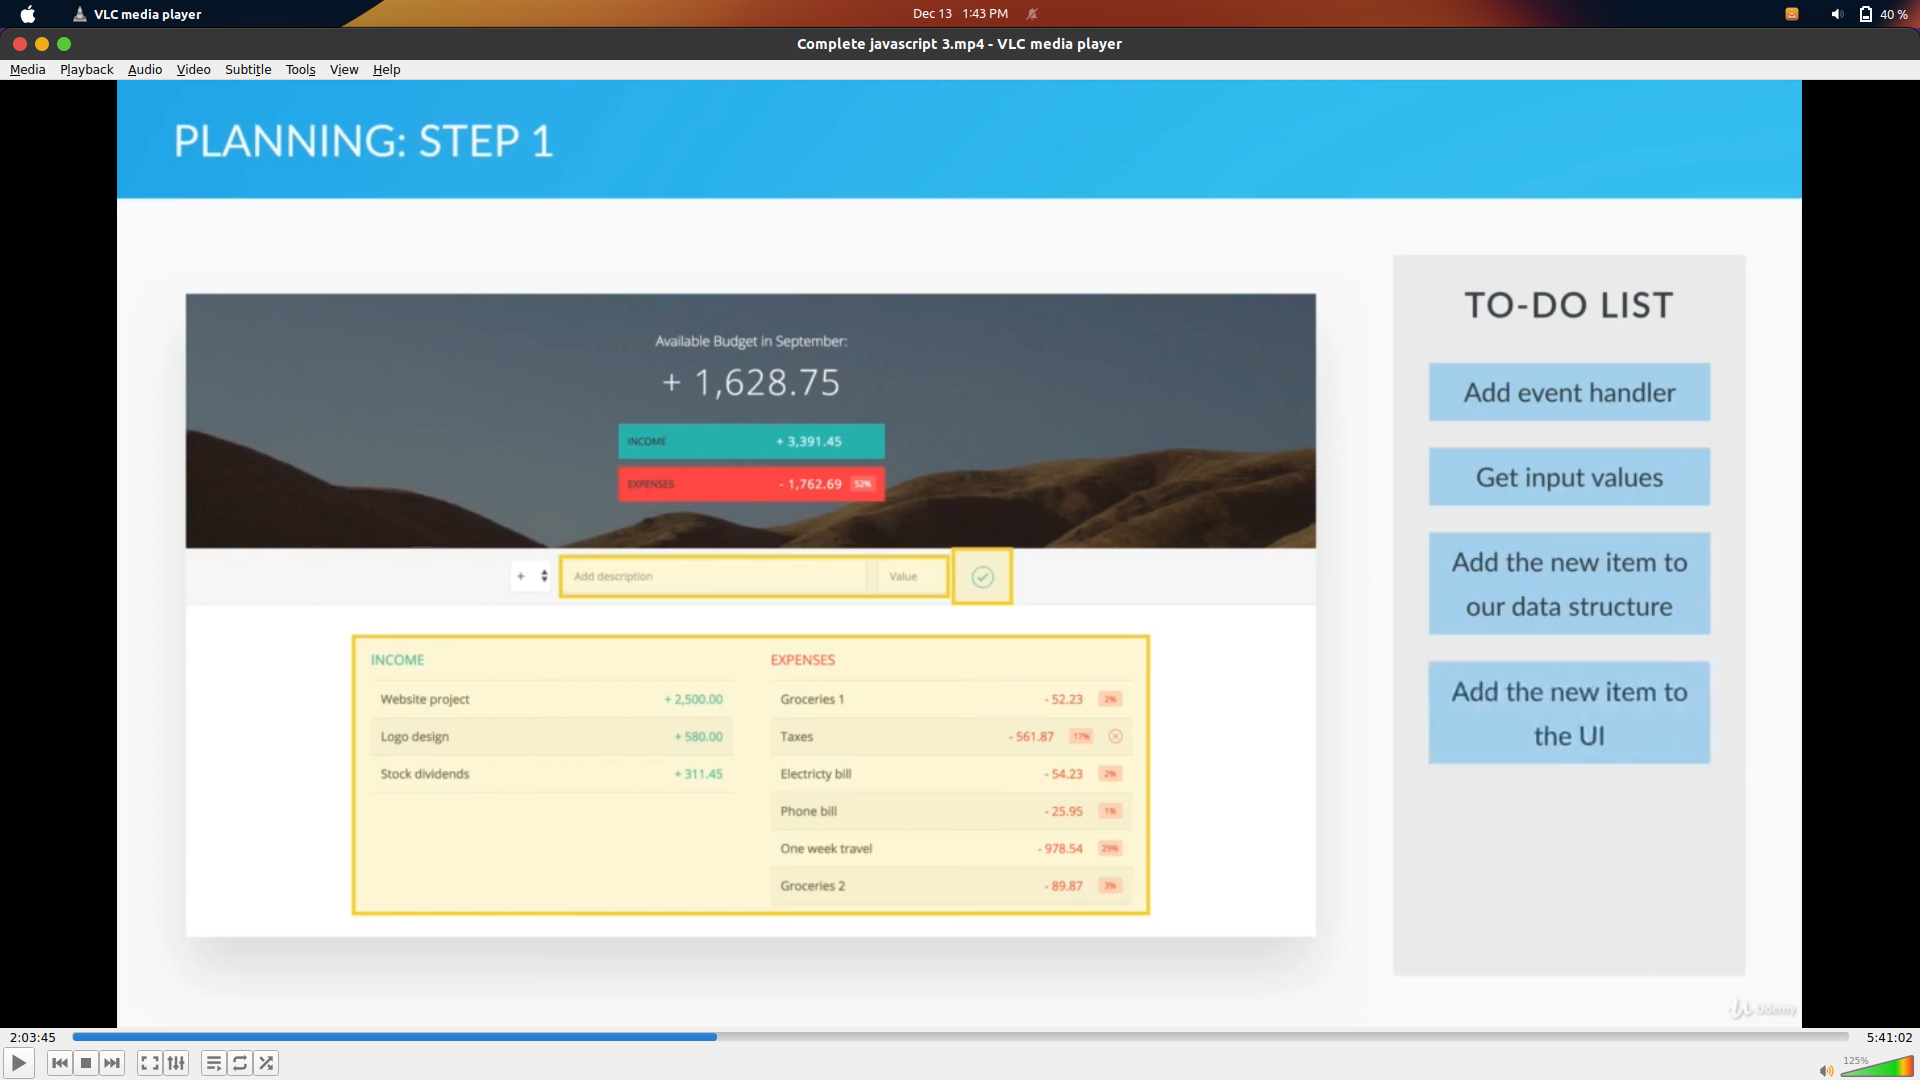 VLC media player
Dec 13 1:43 PM
40 %
Complete javascript 3.mp4 - VLC media player
Media Playback Audio Video Subtitle Tools View Help
PLANNING: STEP 1
Available Budget in September:
+ 1,628.75
INCOME + 3,391.45
EXPENSES - 1,762.69 52%
+ Add description Value
INCOME
Website project + 2,500.00
Logo design + 580.00
Stock dividends + 311.45
EXPENSES
Groceries 1 - 52.23 2%
Taxes - 561.87 17%
Electricty bill - 54.23 2%
Phone bill - 25.95 1%
One week travel - 978.54 29%
Groceries 2 - 89.87 3%
TO-DO LIST
Add event handler
Get input values
Add the new item to
our data structure
Add the new item to
the UI
Udemy
2:03:45
5:41:02
125%